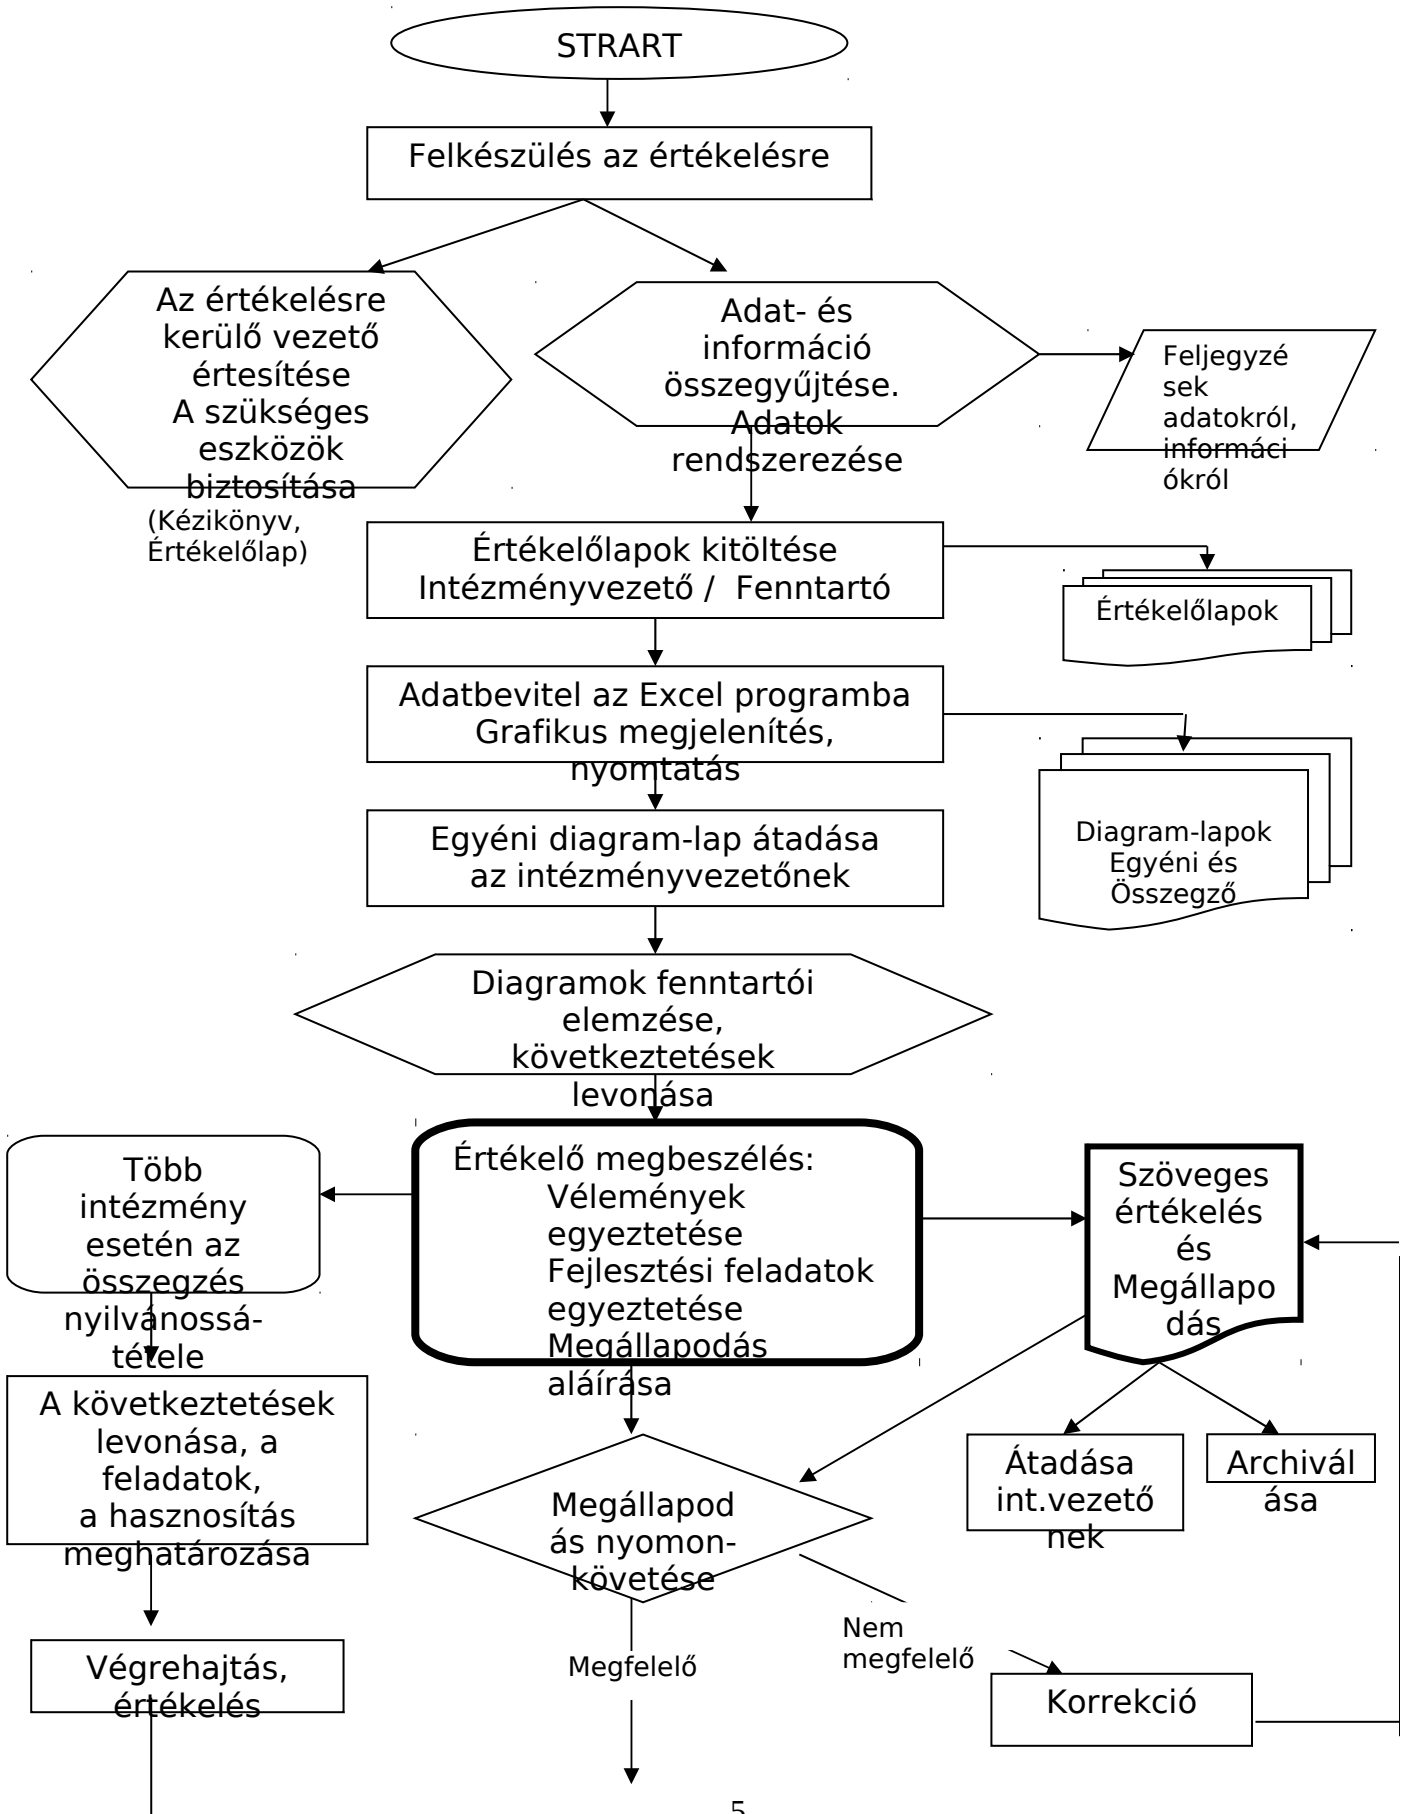 STRART
Felkészülés az értékelésre
Az értékelésre
kerülő vezető
értesítése
A szükséges
eszközök
biztosítása
(Kézikönyv,
Értékelőlap)
Adat- és
információ
összegyűjtése.
Adatok
rendszerezése
Feljegyzé
sek
adatokról,
informáci
ókról
Értékelőlapok kitöltése
Intézményvezető / Fenntartó
Értékelőlapok
Adatbevitel az Excel programba
Grafikus megjelenítés,
nyomtatás
Diagram-lapok
Egyéni és
Összegző
Egyéni diagram-lap átadása
az intézményvezetőnek
Diagramok fenntartói
elemzése,
következtetések
levonása
Több
intézmény
esetén az
összegzés
nyilvánossá-
tétele
Értékelő megbeszélés:
Vélemények
egyeztetése
Fejlesztési feladatok
egyeztetése
Megállapodás
aláírása
Szöveges
értékelés
és
Megállapo
dás
A következtetések
levonása, a
feladatok,
a hasznosítás
meghatározása
Megállapod
ás nyomon-
követése
Átadása
int.vezető
nek
Archivál
ása
Végrehajtás,
értékelés
Megfelelő
Nem
megfelelő
Korrekció
5